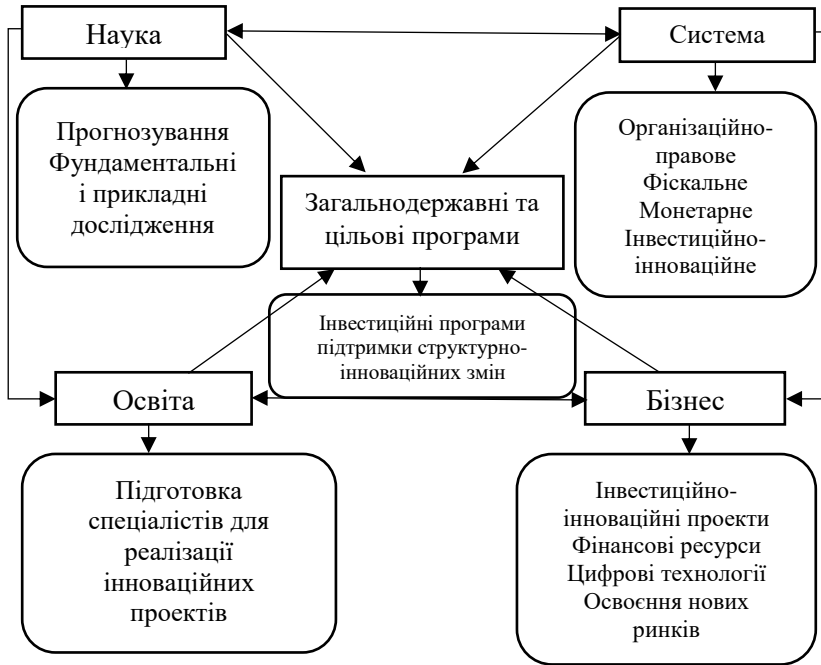 Наука
Система
Прогнозування
Фундаментальні
і прикладні
дослідження
Організаційно-
правове
Фіскальне
Монетарне
Інвестиційно-
інноваційне
Загальнодержавні та
цільові програми
Інвестиційні програми
підтримки структурно-
інноваційних змін
Освіта
Бізнес
Підготовка
спеціалістів для
реалізації
інноваційних
проектів
Інвестиційно-
інноваційні проекти
Фінансові ресурси
Цифрові технології
Освоєння нових
ринків